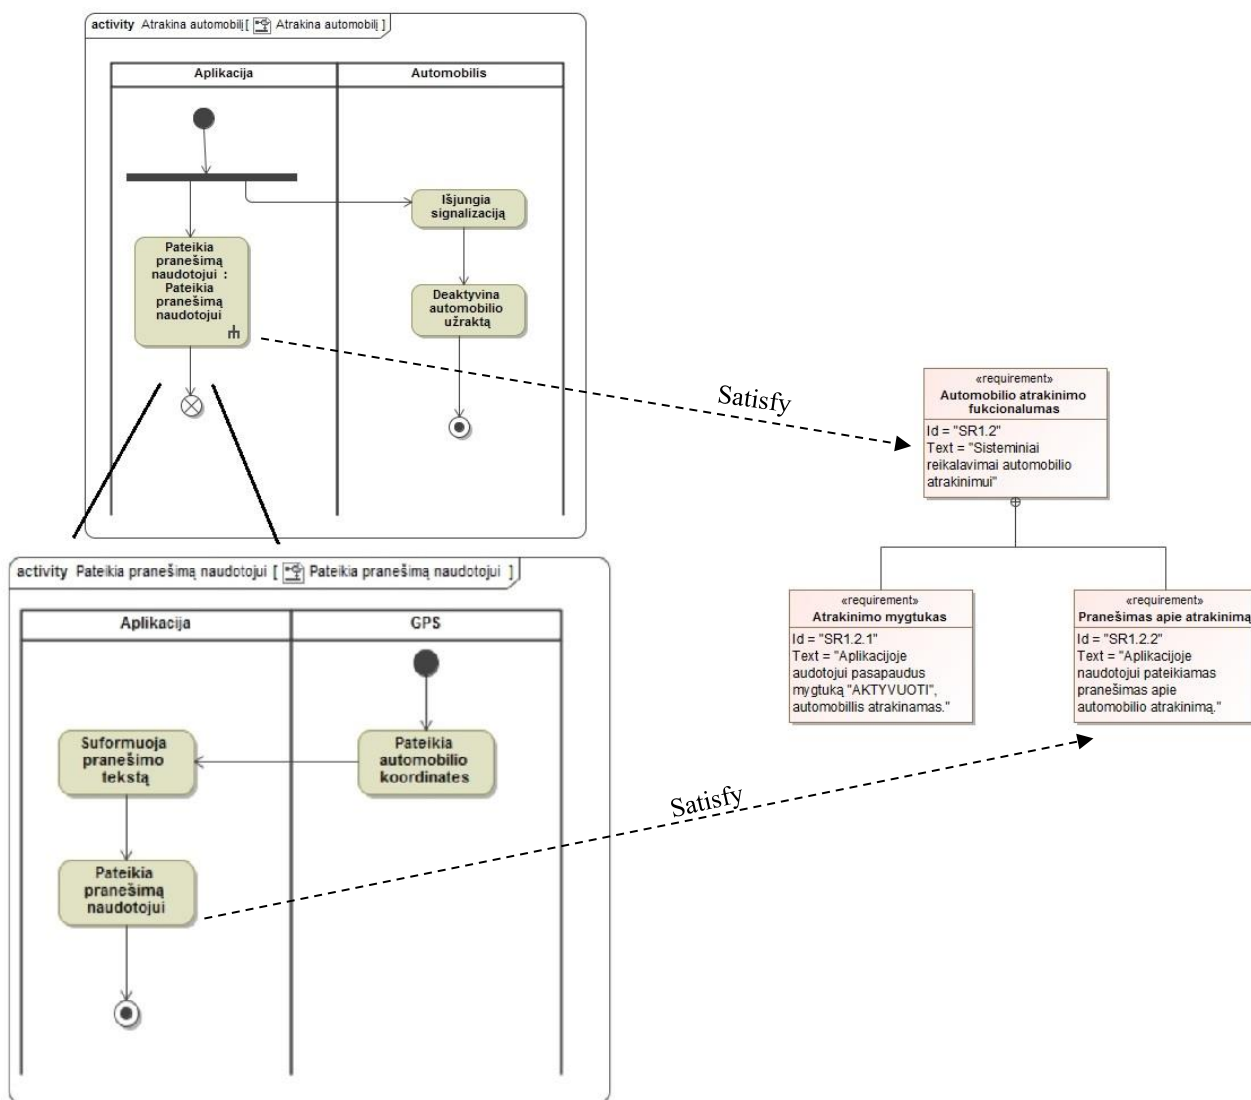 activity Atrakina automobilį[ Atrakina automobilį ]
Aplikacija
Automobilis
Išjungia
signalizaciją
Pateikia
pranešimą
naudotojui :
Pateikia
pranešimą
naudotojui
Deaktyvina
automobilio
užraktą
Satisfy
«requirement»
Automobilio atrakinimo
fukcionalumas
Id = "SR1.2"
Text = "Sisteminiai
reikalavimai automobilio
atrakinimui"
activity Pateikia pranešimą naudotojui [ Pateikia pranešimą naudotojui ]
Aplikacija
GPS
Suformuoja
pranešimo
tekstą
Pateikia
automobilio
koordinates
Pateikia
pranešimą
naudotojui
Satisfy
«requirement»
Atrakinimo mygtukas
Id = "SR1.2.1"
Text = "Aplikacijoje
audotojui pasapaudus
mygtuką "AKTYVUOTI",
automobillis atrakinamas."
«requirement»
Pranešimas apie atrakinimą
Id = "SR1.2.2"
Text = "Aplikacijoje
naudotojui pateikiamas
pranešimas apie
automobilio atrakinimą."